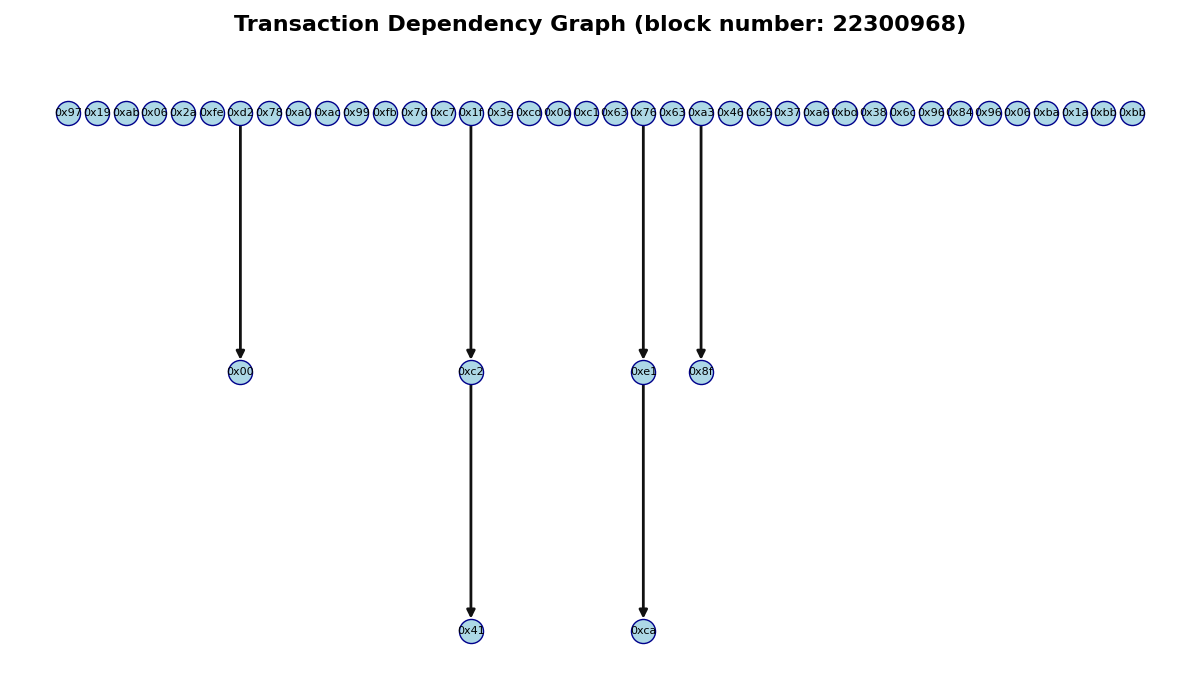 Transaction Dependency Graph (block number: 22300968)
0x97 0x19 0xab 0x06 0x2a 0xfe 0xd2 0x78 0xa0 0xac 0x99 0xfb 0x7d 0xc7 0x1f 0x3e 0xcd 0x0d 0xc1 0x63 0x76 0x63 0xa3 0x46 0x65 0x37 0xa6 0xbd 0x38 0x6c 0x96 0x84 0x96 0x06 0xba 0x1a 0xbb 0xbb
0x00 0xc2 0xe1 0x8f
0x41 0xca